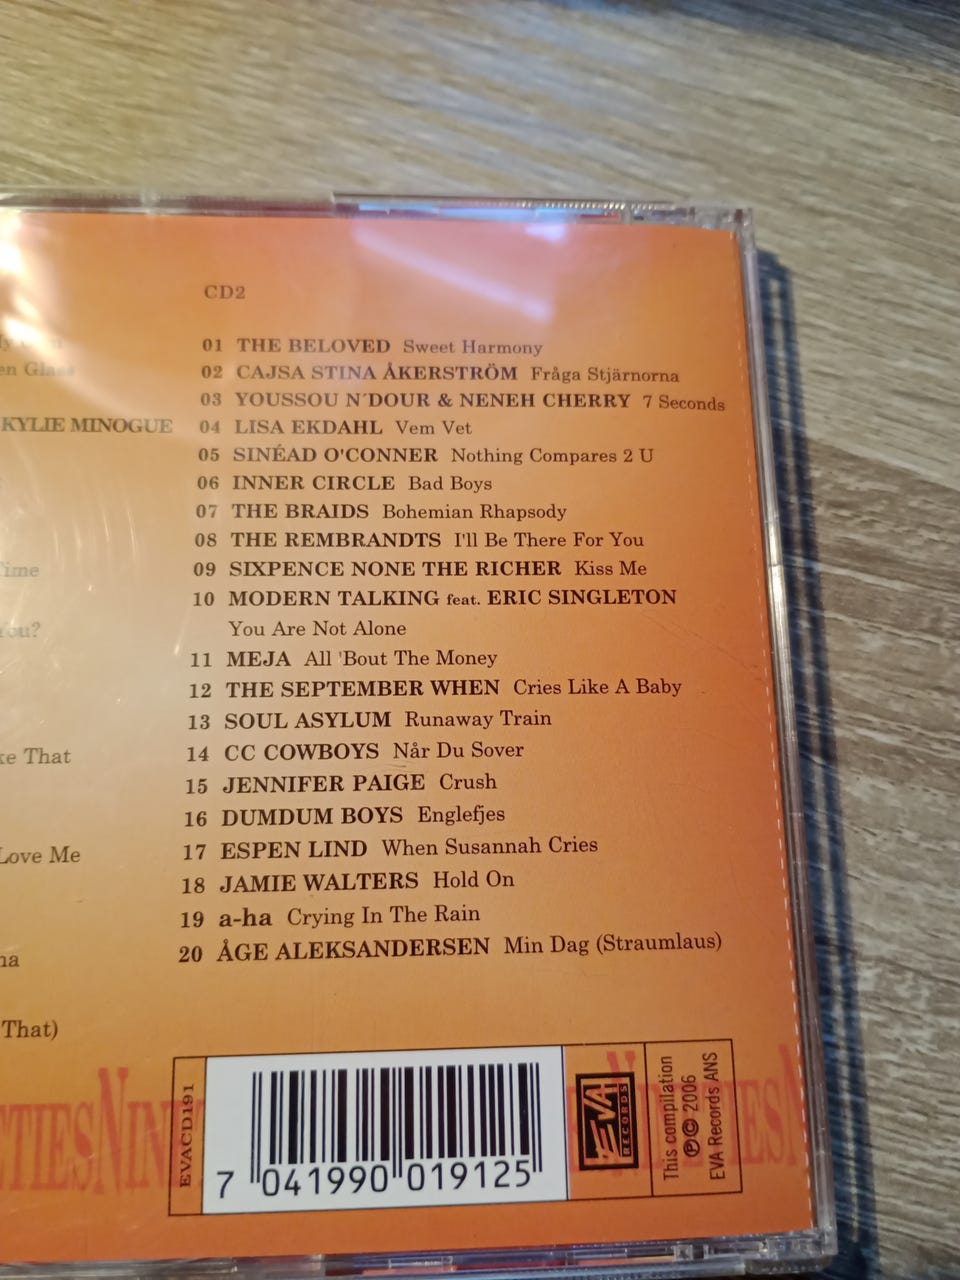 CD2
01 THE BELOVED Sweet Harmony
02 CAJSA STINA ÅKERSTRÖM Fråga Stjärnorna
03 YOUSSOU N´DOUR & NENEH CHERRY 7 Seconds
04 LISA EKDAHL Vem Vet
05 SINÉAD O'CONNER Nothing Compares 2 U
06 INNER CIRCLE Bad Boys
07 THE BRAIDS Bohemian Rhapsody
08 THE REMBRANDTS I'll Be There For You
09 SIXPENCE NONE THE RICHER Kiss Me
10 MODERN TALKING feat. ERIC SINGLETON
You Are Not Alone
11 MEJA All 'Bout The Money
12 THE SEPTEMBER WHEN Cries Like A Baby
13 SOUL ASYLUM Runaway Train
14 CC COWBOYS Når Du Sover
15 JENNIFER PAIGE Crush
16 DUMDUM BOYS Englefjes
17 ESPEN LIND When Susannah Cries
18 JAMIE WALTERS Hold On
19 a-ha Crying In The Rain
20 ÅGE ALEKSANDERSEN Min Dag (Straumlaus)
KYLIE MINOGUE
That
Love Me
That)
EVACD191
7 041990 019125
EVA
RECORDS
This compilation
℗© 2006
EVA Records ANS